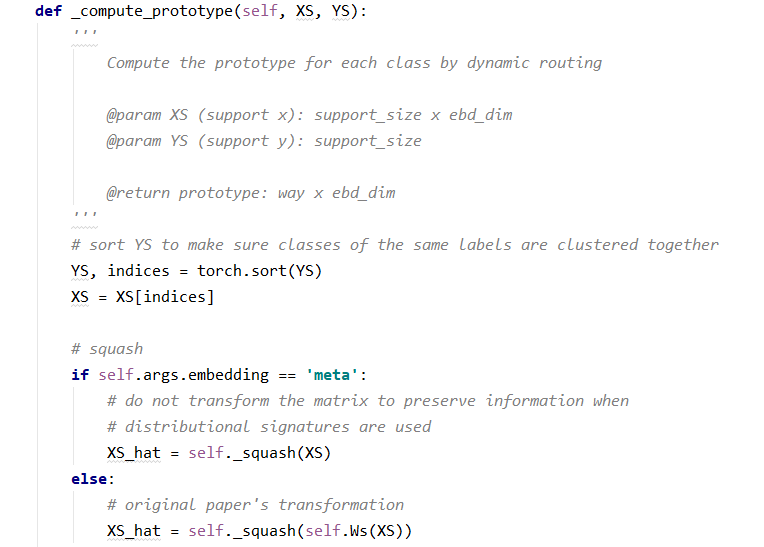 def _compute_prototype(self, XS, YS):
    '''
        Compute the prototype for each class by dynamic routing

        @param XS (support x): support_size x ebd_dim
        @param YS (support y): support_size

        @return prototype: way x ebd_dim
    '''
    # sort YS to make sure classes of the same labels are clustered together
    YS, indices = torch.sort(YS)
    XS = XS[indices]

    # squash
    if self.args.embedding == 'meta':
        # do not transform the matrix to preserve information when
        # distributional signatures are used
        XS_hat = self._squash(XS)
    else:
        # original paper's transformation
        XS_hat = self._squash(self.Ws(XS))